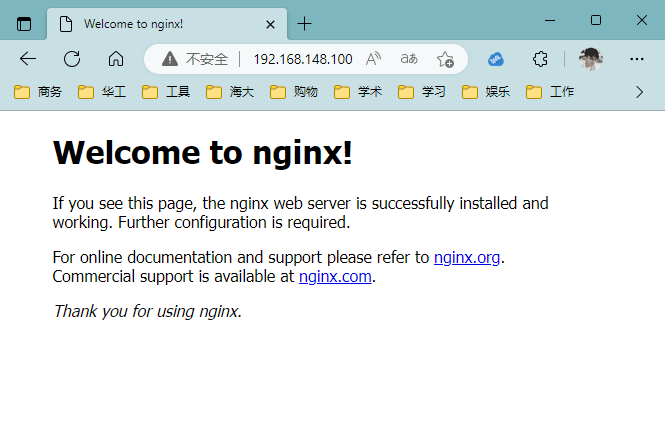 Welcome to nginx!
不安全 192.168.148.100
商务 华工 工具 海大 购物 学术 学习 娱乐 工作
Welcome to nginx!
If you see this page, the nginx web server is successfully installed and
working. Further configuration is required.
For online documentation and support please refer to nginx.org.
Commercial support is available at nginx.com.
Thank you for using nginx.